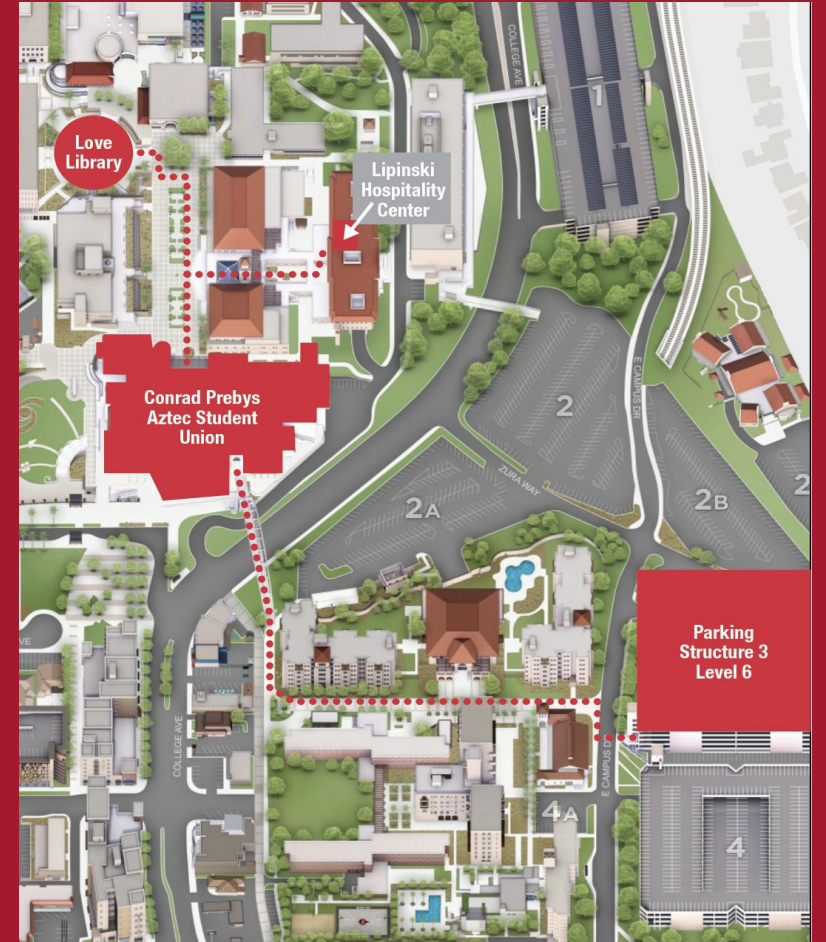 COLLEGE AVE
1
Love
Library
Lipinski
Hospitality
Center
E CAMPUS DR
Conrad Prebys
Aztec Student
Union
2
ZURA WAY
2A
2B
2
Parking
Structure 3
Level 6
AVE
COLLEGE AVE
E CAMPUS D
4A
4